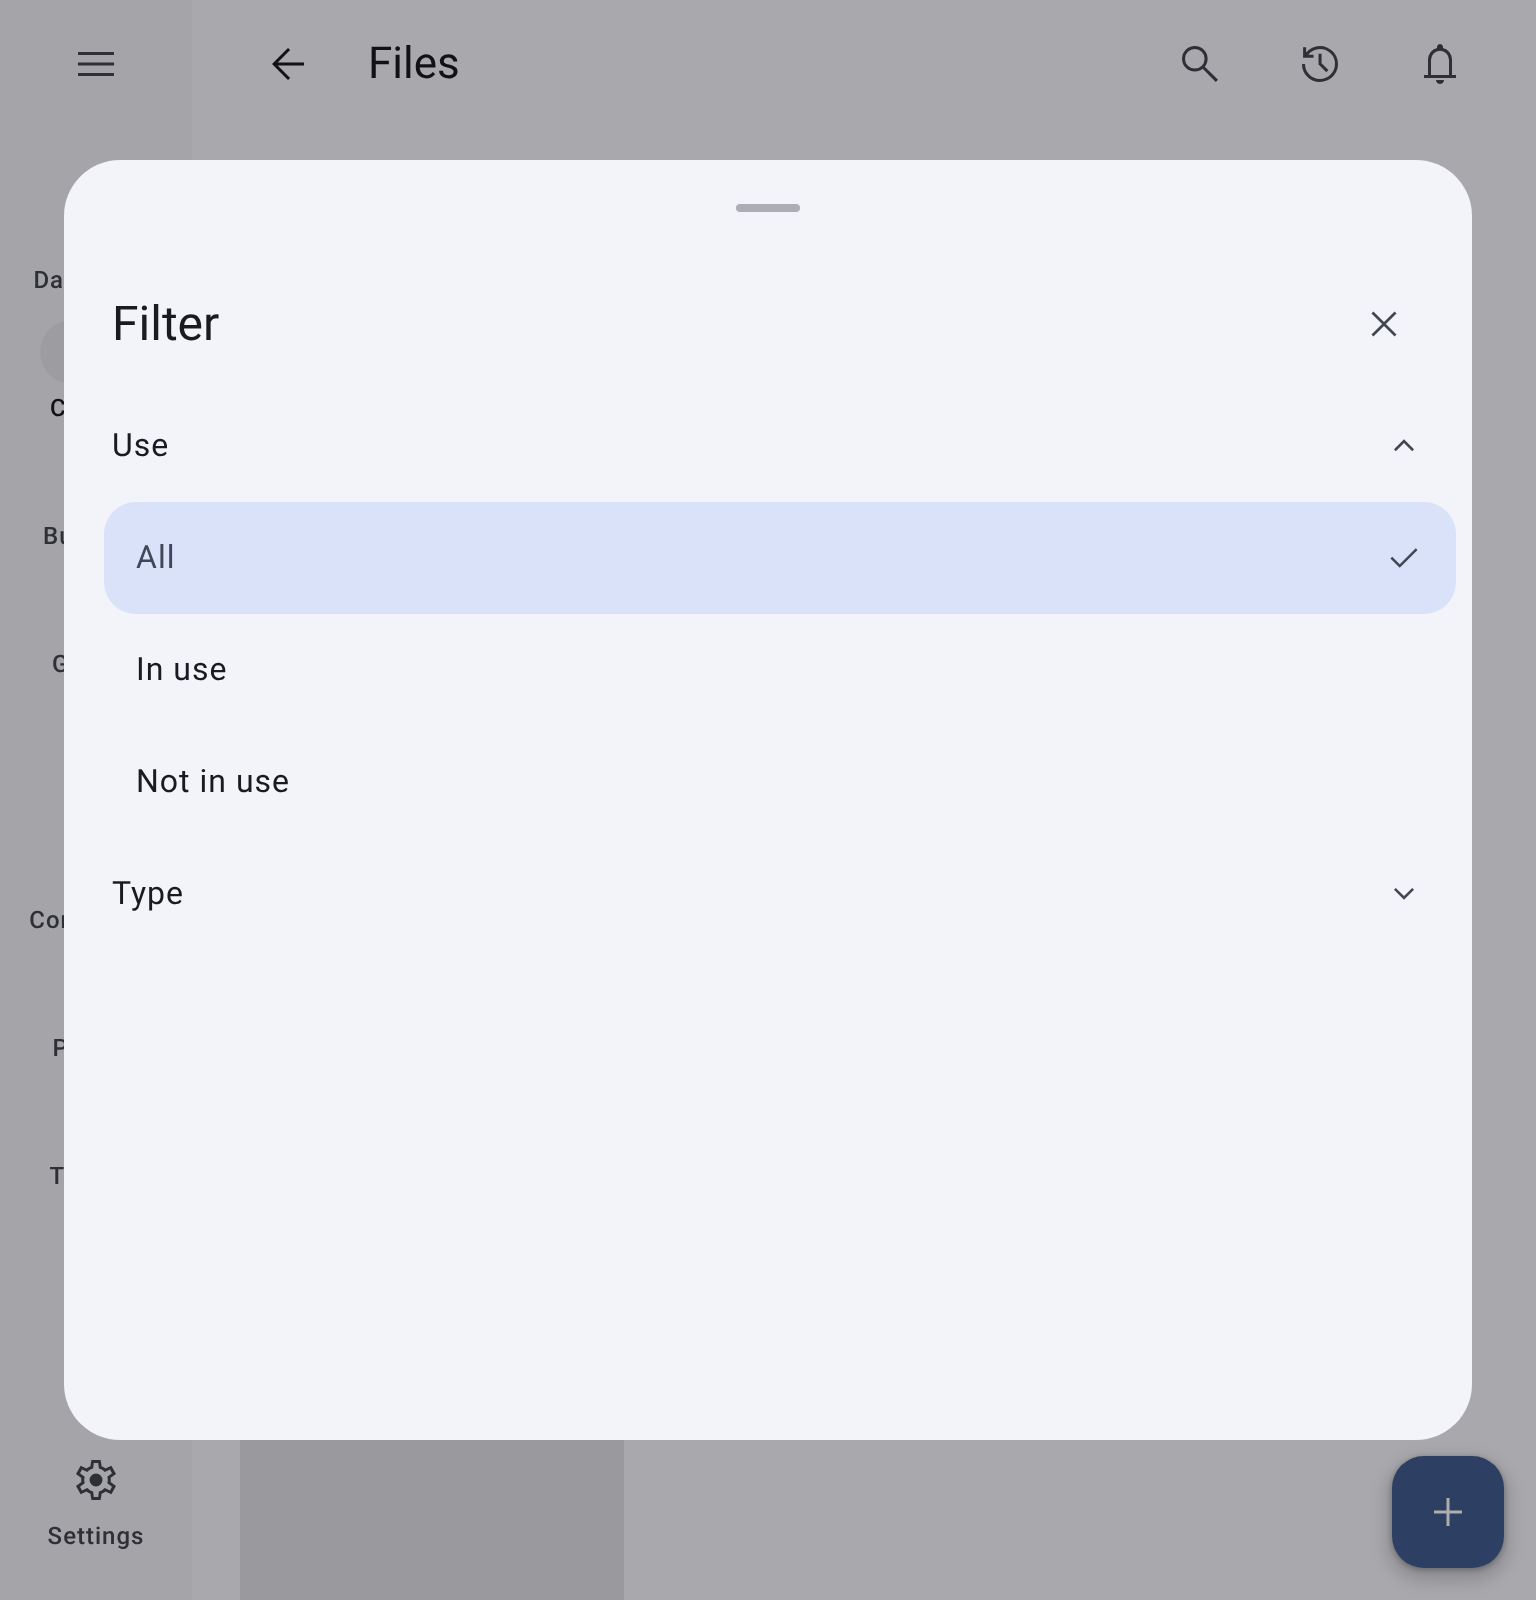 Files
Filter
Use
All
In use
Not in use
Type
Settings